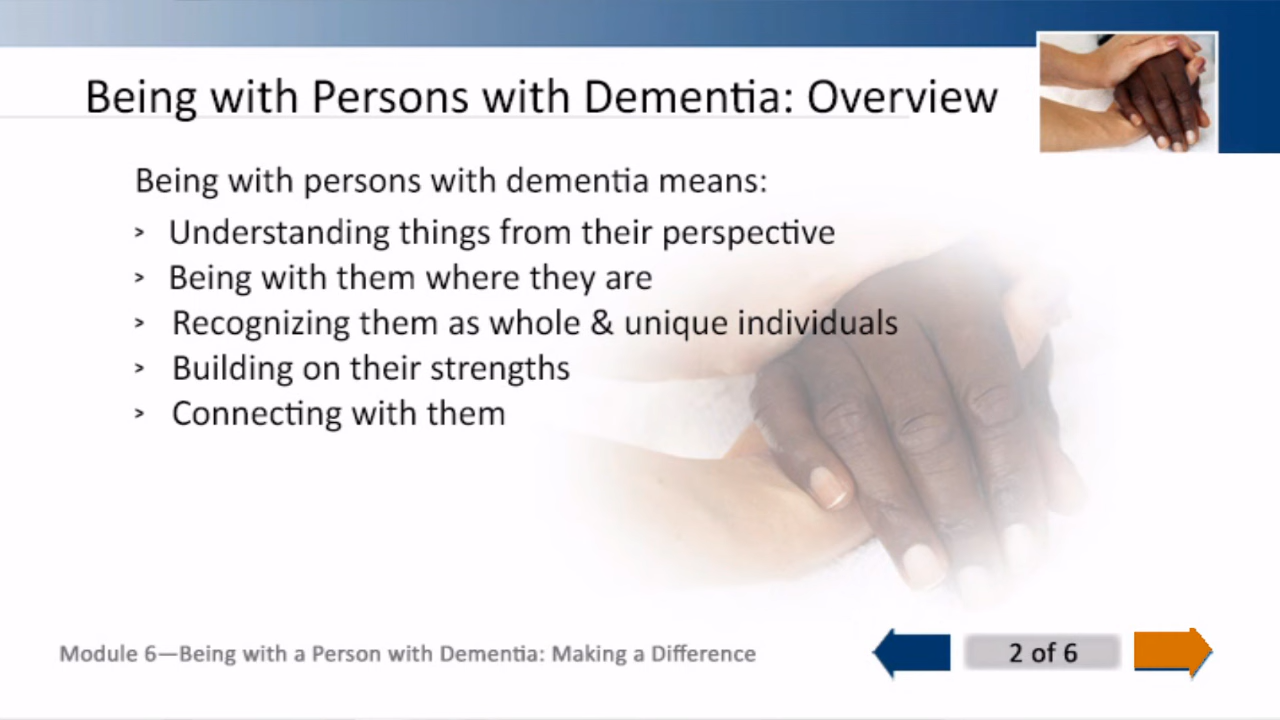 Being with Persons with Dementia: Overview
Being with persons with dementia means:
> Understanding things from their perspective
> Being with them where they are
> Recognizing them as whole & unique individuals
> Building on their strengths
> Connecting with them
Module 6—Being with a Person with Dementia: Making a Difference
2 of 6